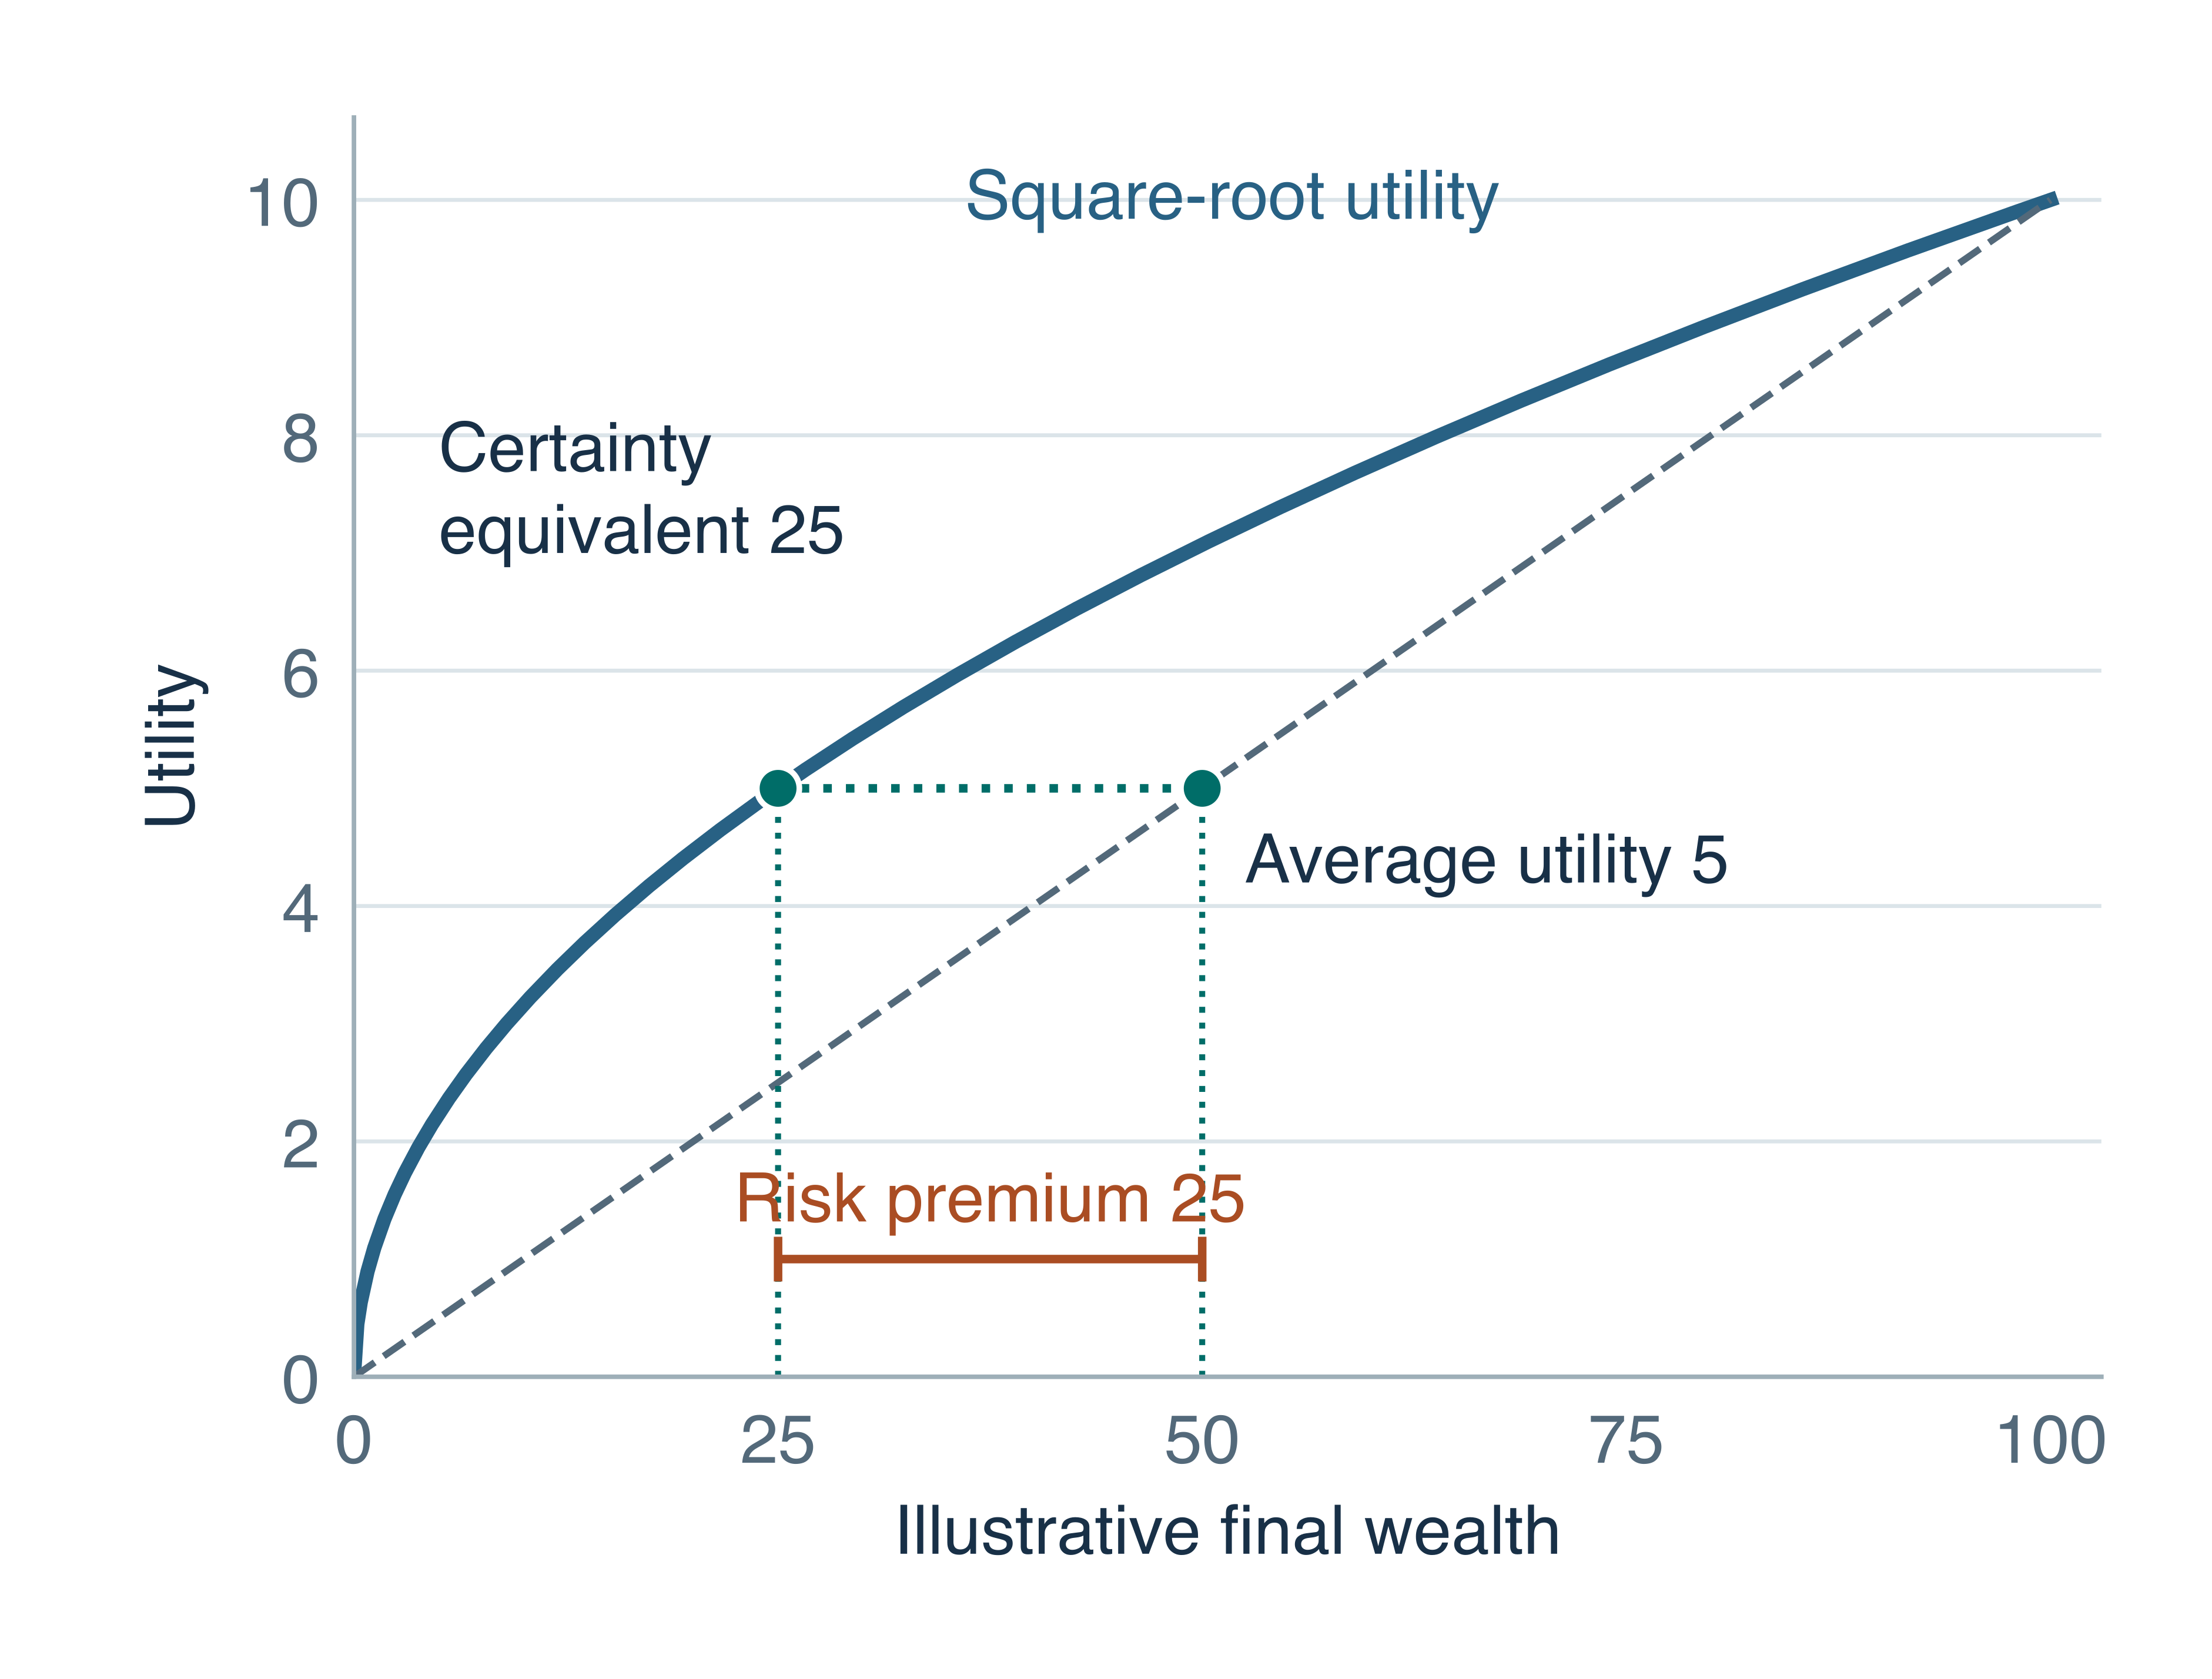 Square-root utility
10
8
6
4
2
0
Utility
Certainty
equivalent 25
Average utility 5
Risk premium 25
0 25 50 75 100
Illustrative final wealth